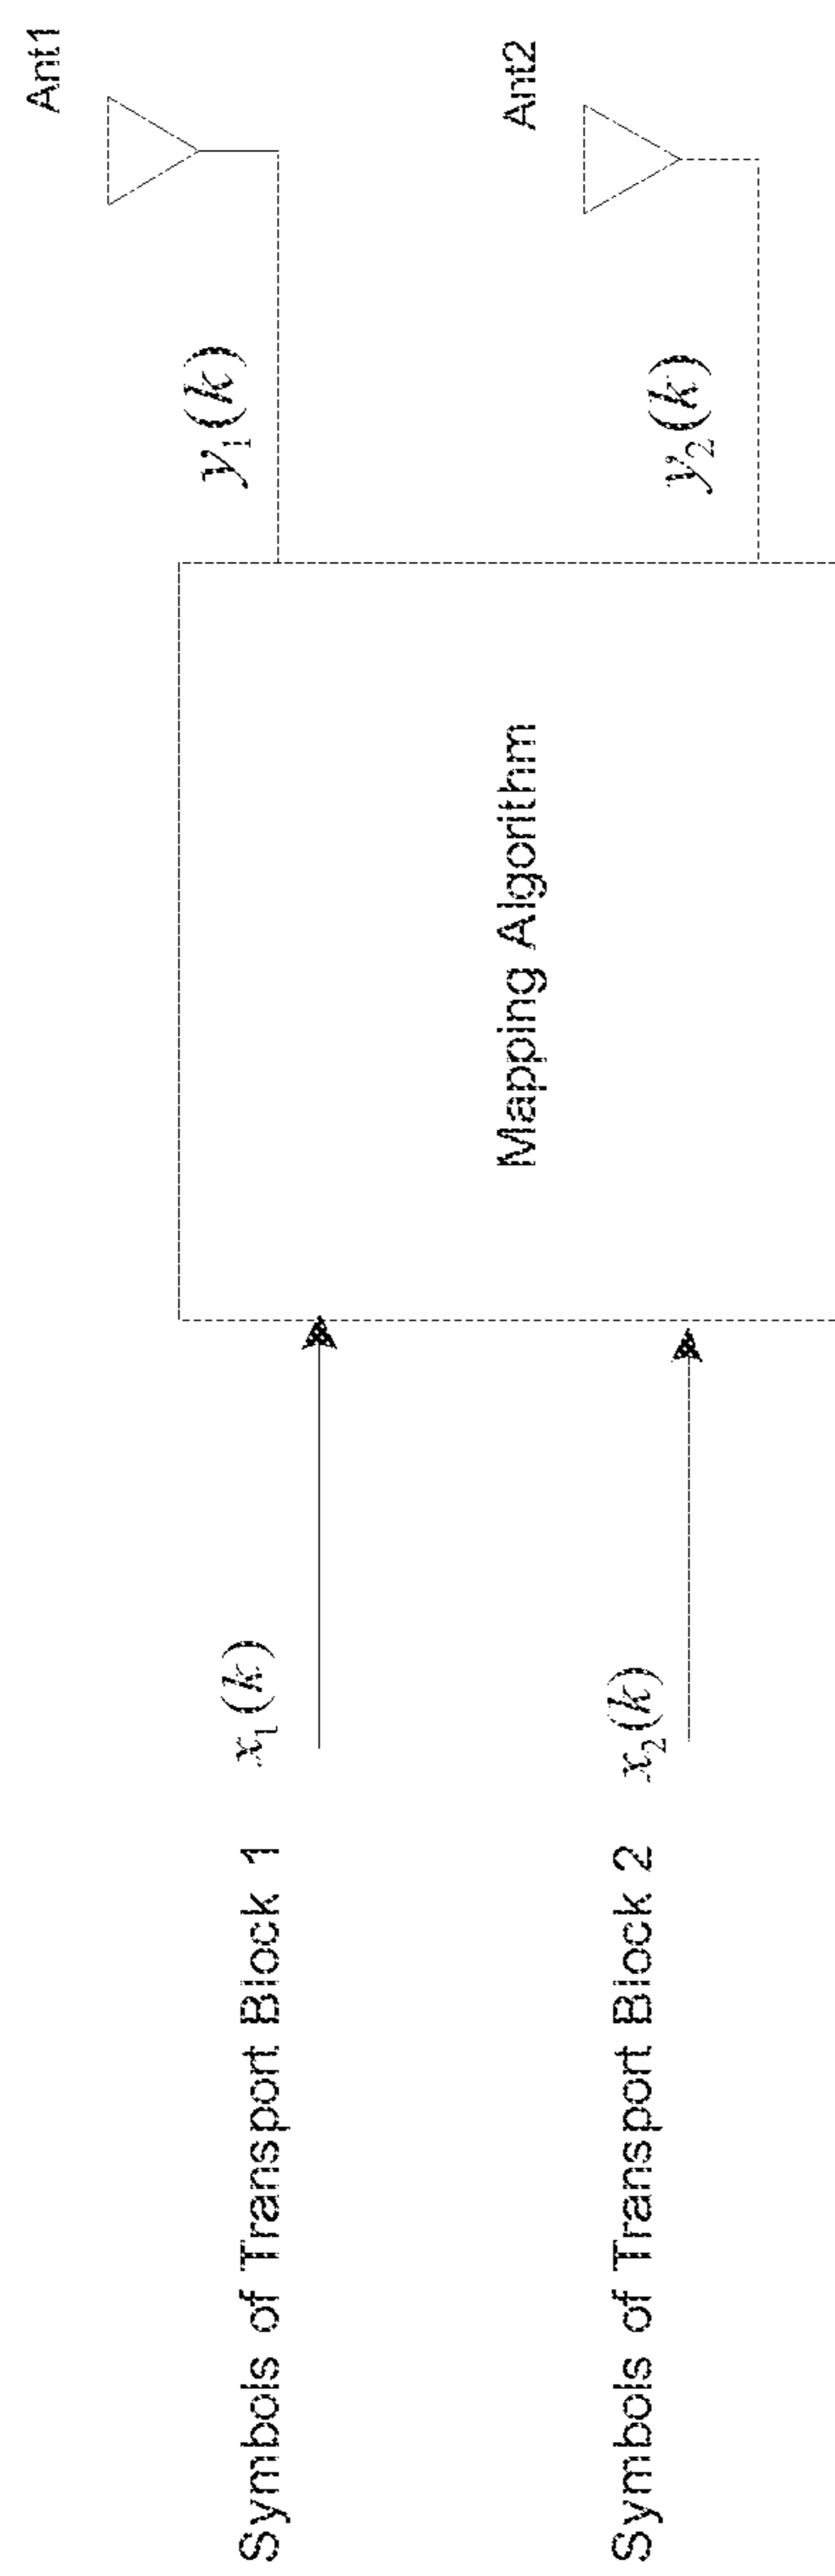 Ant1
y₁(k)
Symbols of Transport Block 1 x₁(k)
Mapping Algorithm
Ant2
y₂(k)
Symbols of Transport Block 2 x₂(k)